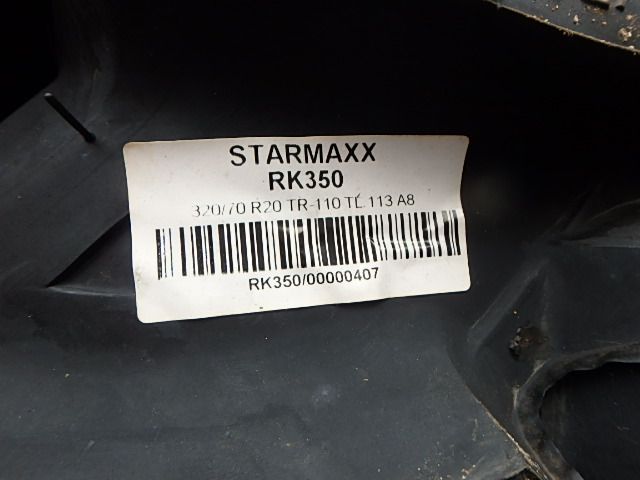 STARMAXX
RK350
320/70 R20 TR-110 TL 113 A8
RK350/00000407